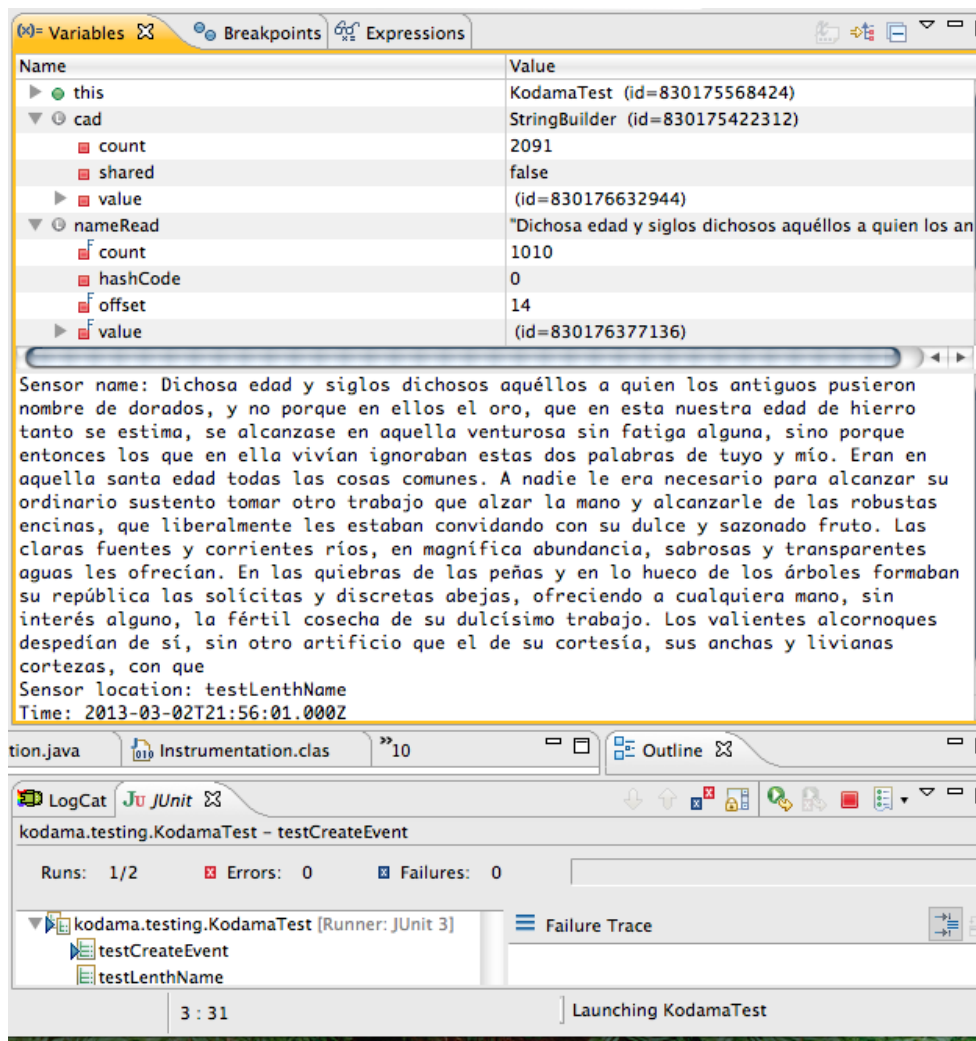 (x)= Variables Breakpoints Expressions
Name Value
this KodamaTest (id=830175568424)
cad StringBuilder (id=830175422312)
count 2091
shared false
value (id=830176632944)
nameRead "Dichosa edad y siglos dichosos aquéllos a quien los an
count 1010
hashCode 0
offset 14
value (id=830176377136)
Sensor name: Dichosa edad y siglos dichosos aquéllos a quien los antiguos pusieron
nombre de dorados, y no porque en ellos el oro, que en esta nuestra edad de hierro
tanto se estima, se alcanzase en aquella venturosa sin fatiga alguna, sino porque
entonces los que en ella vivían ignoraban estas dos palabras de tuyo y mío. Eran en
aquella santa edad todas las cosas comunes. A nadie le era necesario para alcanzar su
ordinario sustento tomar otro trabajo que alzar la mano y alcanzarle de las robustas
encinas, que liberalmente les estaban convidando con su dulce y sazonado fruto. Las
claras fuentes y corrientes ríos, en magnífica abundancia, sabrosas y transparentes
aguas les ofrecían. En las quiebras de las peñas y en lo hueco de los árboles formaban
su república las solícitas y discretas abejas, ofreciendo a cualquiera mano, sin
interés alguno, la fértil cosecha de su dulcísimo trabajo. Los valientes alcornoques
despedían de sí, sin otro artificio que el de su cortesía, sus anchas y livianas
cortezas, con que
Sensor location: testLenthName
Time: 2013-03-02T21:56:01.000Z
tion.java Instrumentation.clas »10 Outline
LogCat JUnit
kodama.testing.KodamaTest - testCreateEvent
Runs: 1/2 Errors: 0 Failures: 0
kodama.testing.KodamaTest [Runner: JUnit 3] Failure Trace
testCreateEvent
testLenthName
3 : 31 Launching KodamaTest